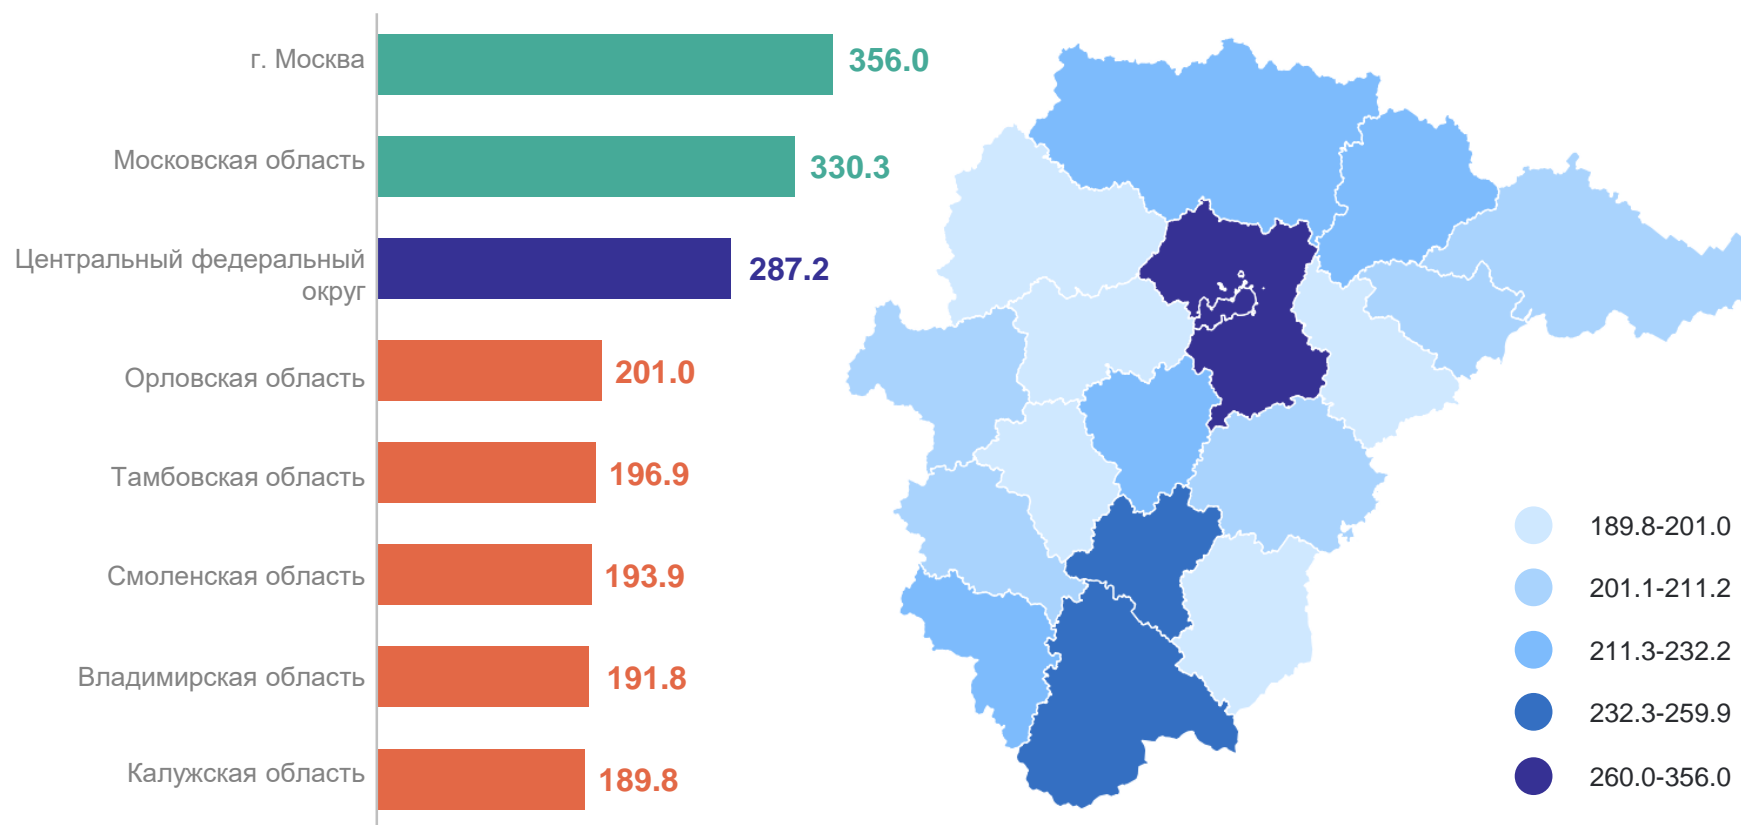 г. Москва
356.0
Московская область
330.3
Центральный федеральный
округ
287.2
Орловская область
201.0
Тамбовская область
196.9
Смоленская область
193.9
Владимирская область
191.8
Калужская область
189.8
189.8-201.0
201.1-211.2
211.3-232.2
232.3-259.9
260.0-356.0